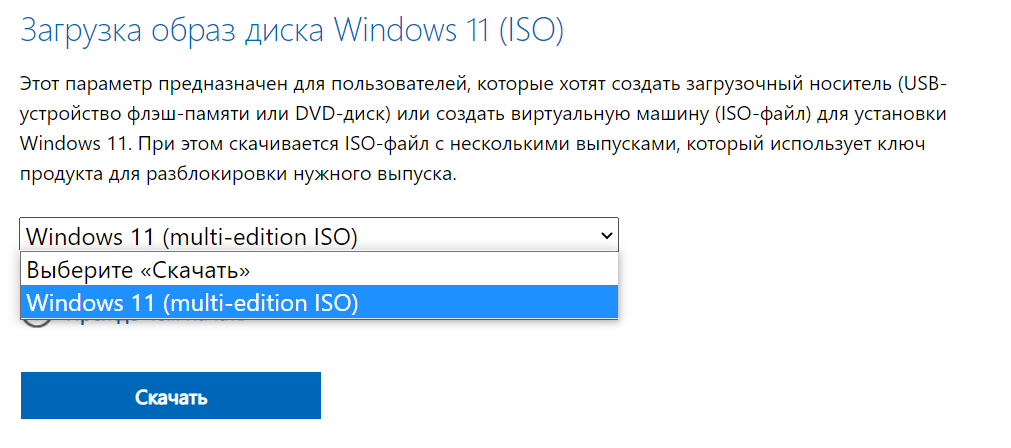 Загрузка образ диска Windows 11 (ISO)
Этот параметр предназначен для пользователей, которые хотят создать загрузочный носитель (USB-
устройство флэш-памяти или DVD-диск) или создать виртуальную машину (ISO-файл) для установки
Windows 11. При этом скачивается ISO-файл с несколькими выпусками, который использует ключ
продукта для разблокировки нужного выпуска.
Windows 11 (multi-edition ISO)
Выберите «Скачать»
Windows 11 (multi-edition ISO)
Скачать